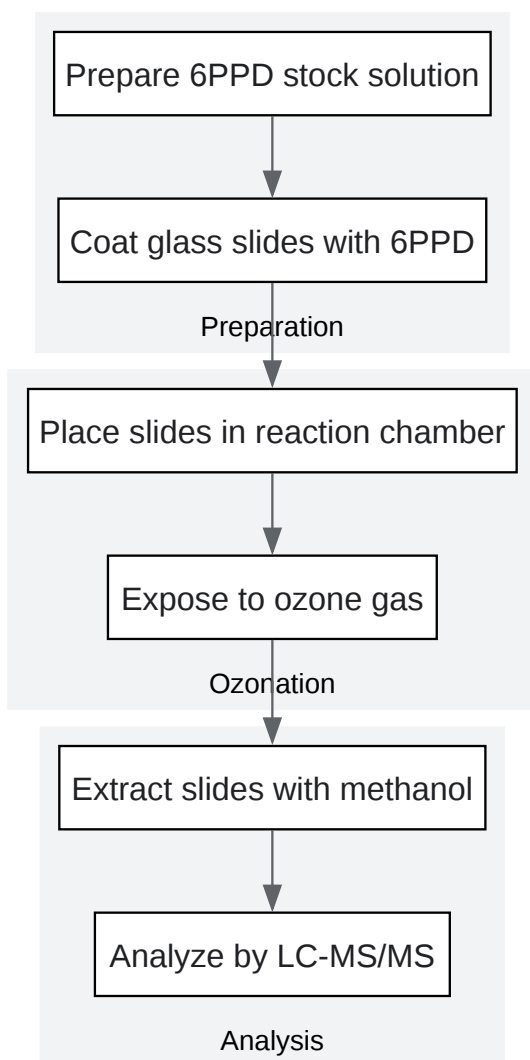 Prepare 6PPD stock solution
Coat glass slides with 6PPD
Preparation
Place slides in reaction chamber
Expose to ozone gas
Ozonation
Extract slides with methanol
Analyze by LC-MS/MS
Analysis